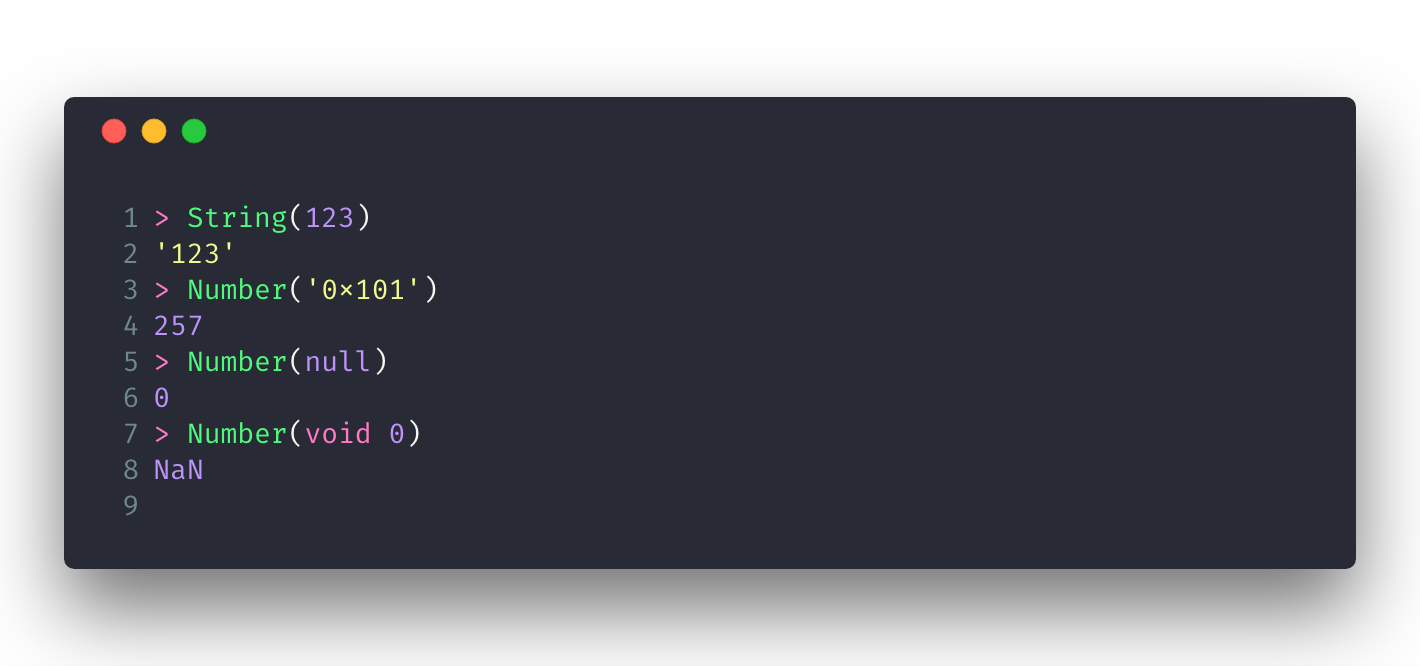 1 > String(123)
2 '123'
3 > Number('0×101')
4 257
5 > Number(null)
6 0
7 > Number(void 0)
8 NaN
9